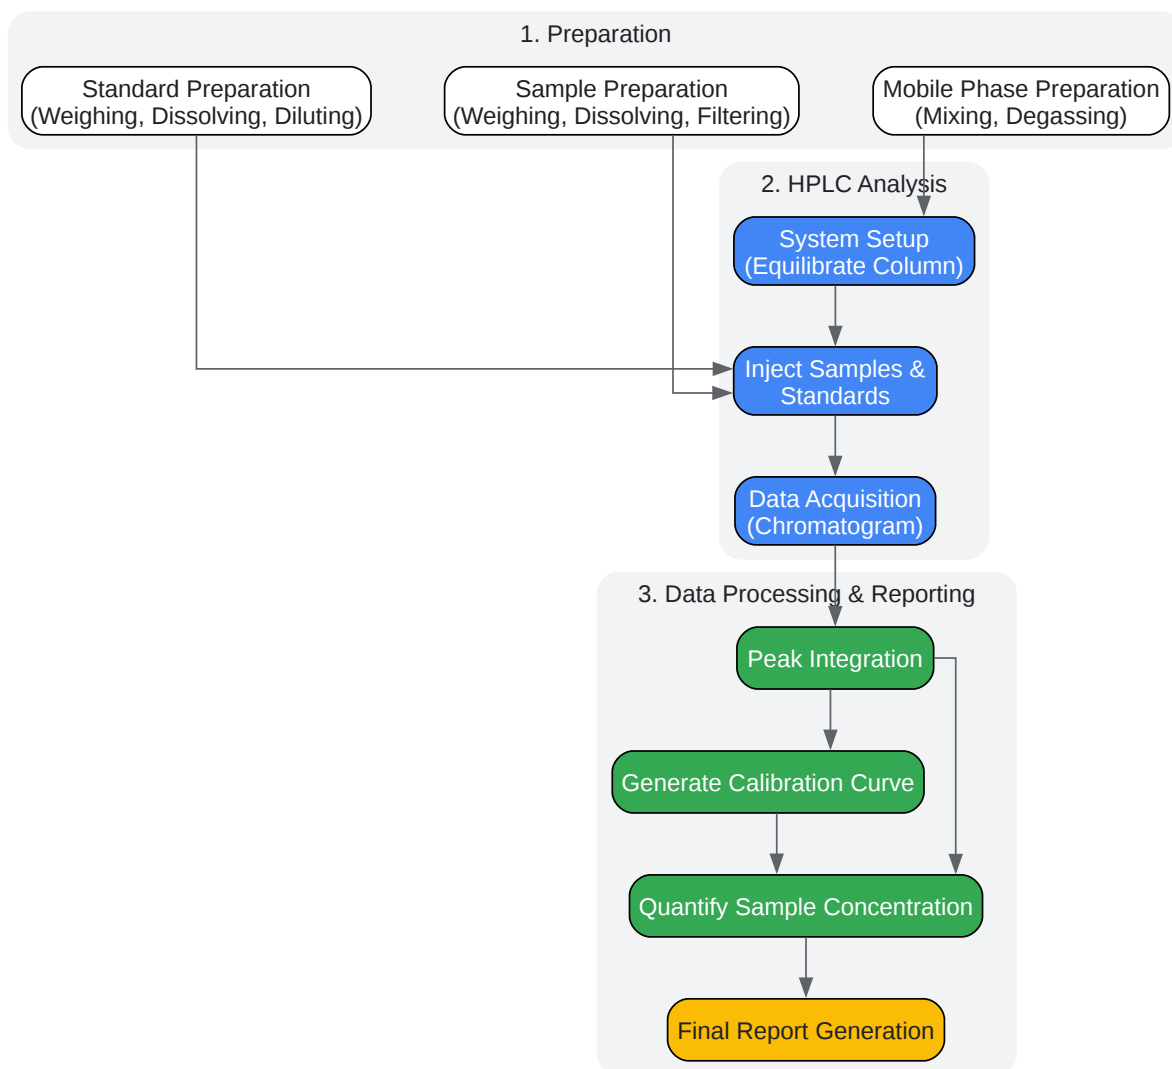 1. Preparation
Standard Preparation
(Weighing, Dissolving, Diluting)
Sample Preparation
(Weighing, Dissolving, Filtering)
Mobile Phase Preparation
(Mixing, Degassing)
2. HPLC Analysis
System Setup
(Equilibrate Column)
Inject Samples &
Standards
Data Acquisition
(Chromatogram)
3. Data Processing & Reporting
Peak Integration
Generate Calibration Curve
Quantify Sample Concentration
Final Report Generation